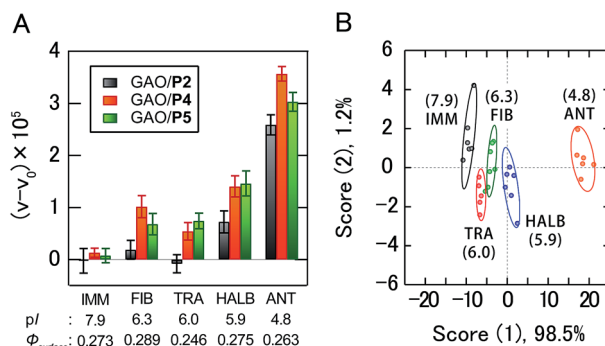 A
(v−v₀) × 10⁵
4
3
2
1
0
GAO/P2
GAO/P4
GAO/P5
IMM FIB TRA HALB ANT
pI : 7.9 6.3 6.0 5.9 4.8
Φ : 0.273 0.289 0.246 0.275 0.263
B
Score (2), 1.2%
6
4
2
0
−2
−4
−6
(7.9)
IMM
(6.3)
FIB
(4.8)
ANT
TRA
(6.0)
HALB
(5.9)
−20 −10 0 10 20
Score (1), 98.5%